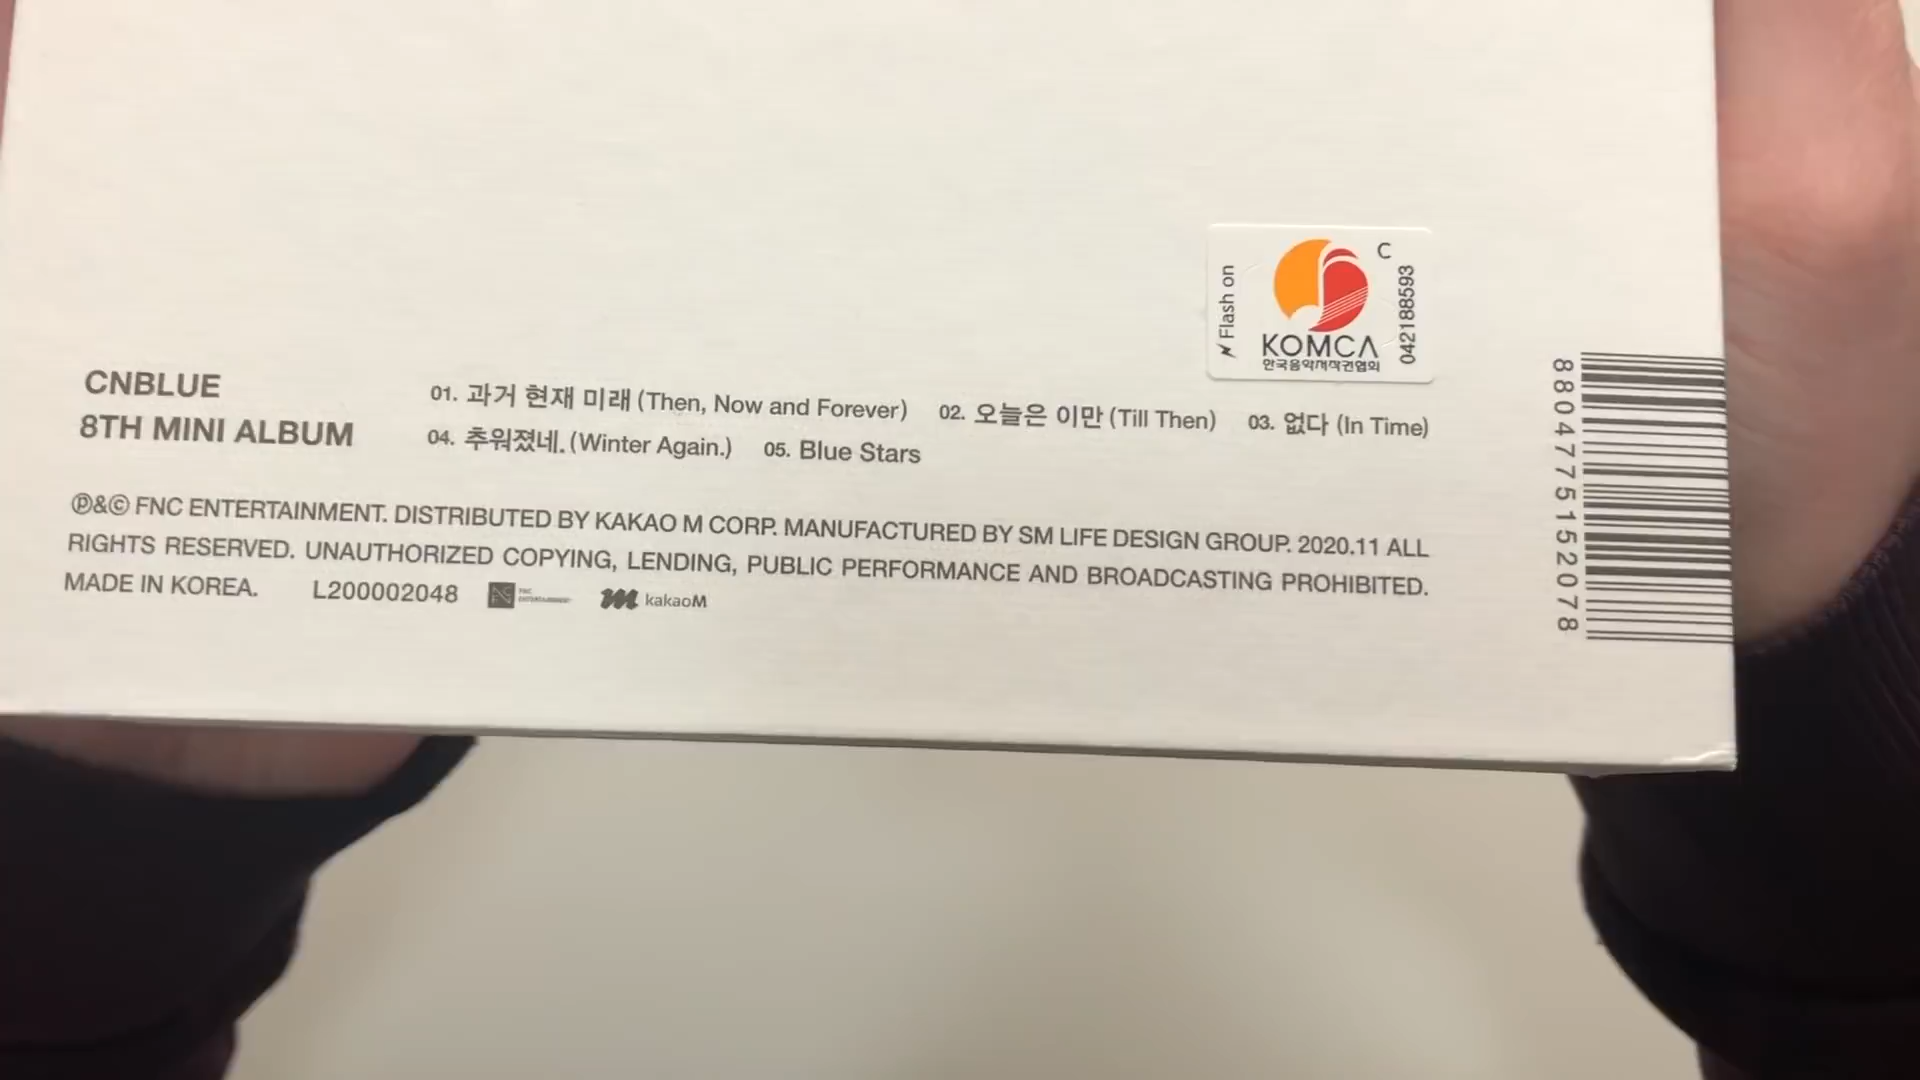 CNBLUE
8TH MINI ALBUM
01. 과거 현재 미래 (Then, Now and Forever) 02. 오늘은 이만 (Till Then) 03. 없다 (In Time)
04. 추워졌네. (Winter Again.) 05. Blue Stars
℗&© FNC ENTERTAINMENT. DISTRIBUTED BY KAKAO M CORP. MANUFACTURED BY SM LIFE DESIGN GROUP. 2020.11 ALL
RIGHTS RESERVED. UNAUTHORIZED COPYING, LENDING, PUBLIC PERFORMANCE AND BROADCASTING PROHIBITED.
MADE IN KOREA. L200002048 FNC ENTERTAINMENT kakaoM
Flash on
C
KOMCA
한국음악저작권협회
042188593
8804775152078